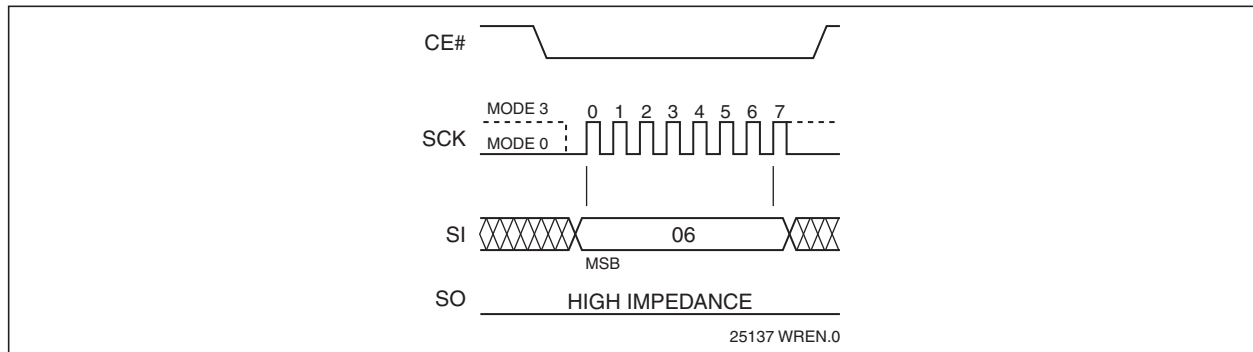 CE#
MODE 3
0 1 2 3 4 5 6 7
SCK
MODE 0
SI
06
MSB
SO
HIGH IMPEDANCE
25137 WREN.0